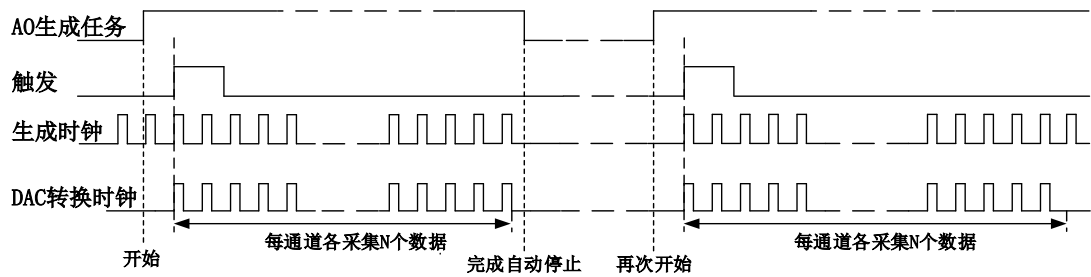 AO生成任务
触发
生成时钟
DAC转换时钟
每通道各采集N个数据
每通道各采集N个数据
开始
完成自动停止
再次开始